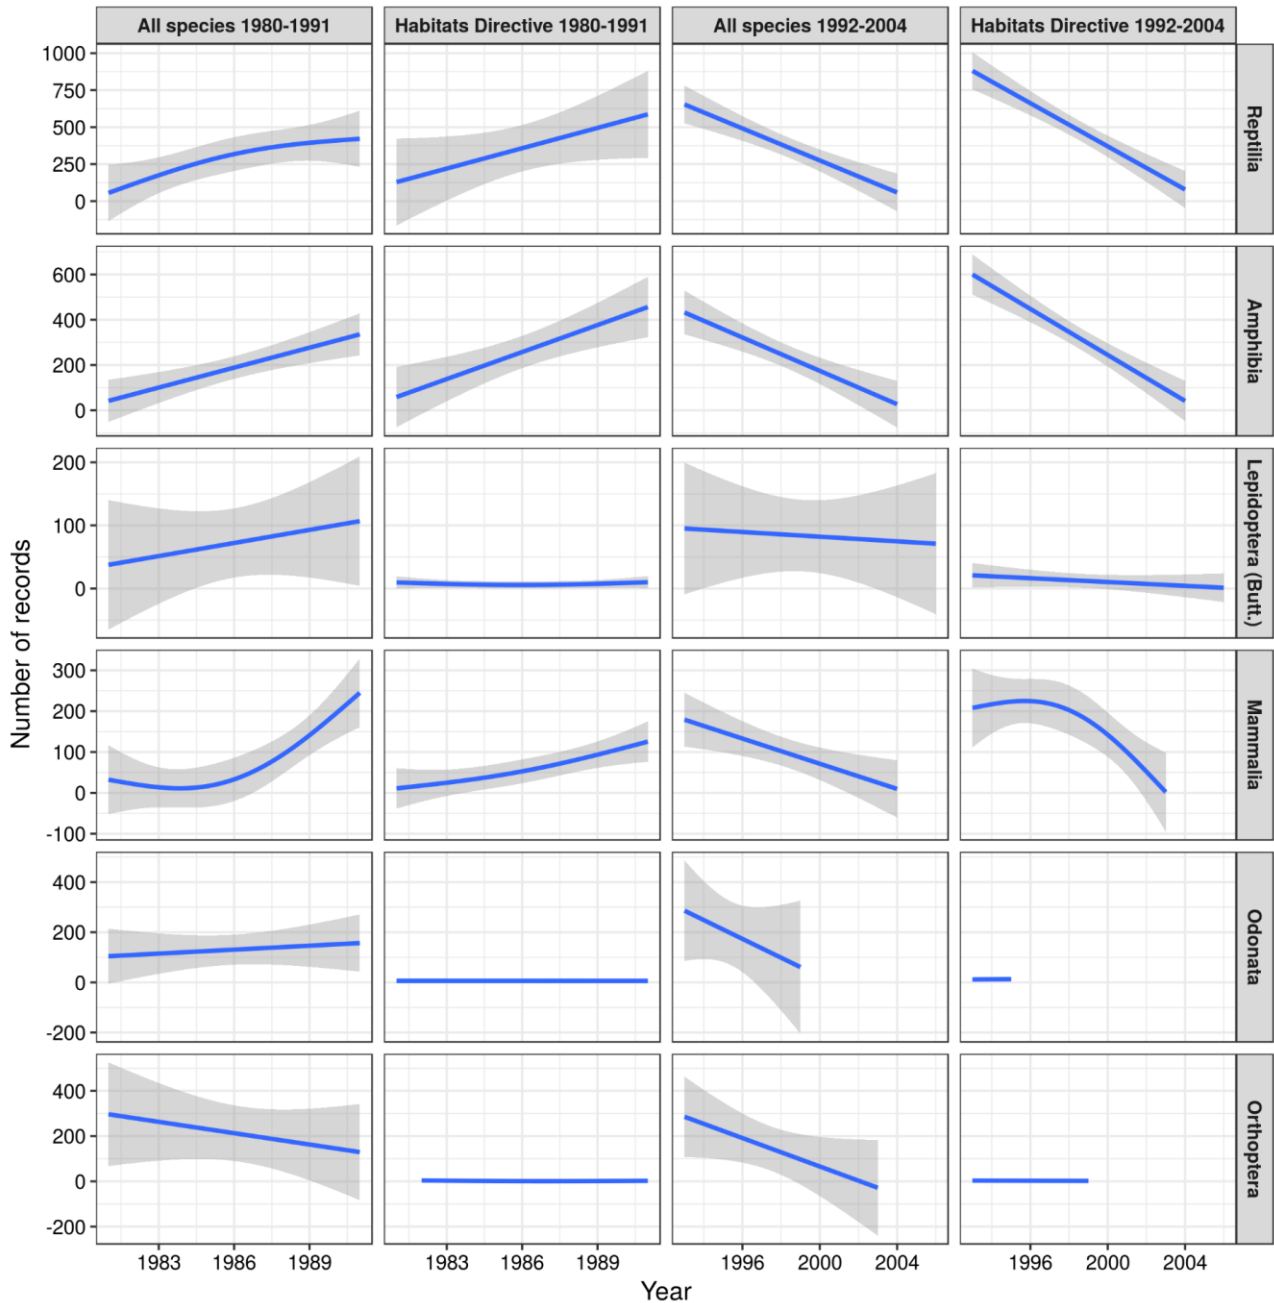 All species 1980-1991
Habitats Directive 1980-1991
All species 1992-2004
Habitats Directive 1992-2004
1000
750
500
250
0
Reptilia
600
400
200
0
Amphibia
200
100
0
Lepidoptera (Butt.)
300
200
100
0
-100
Mammalia
400
200
0
-200
Odonata
400
200
0
-200
Orthoptera
Number of records
1983 1986 1989
1983 1986 1989
1996 2000 2004
1996 2000 2004
Year